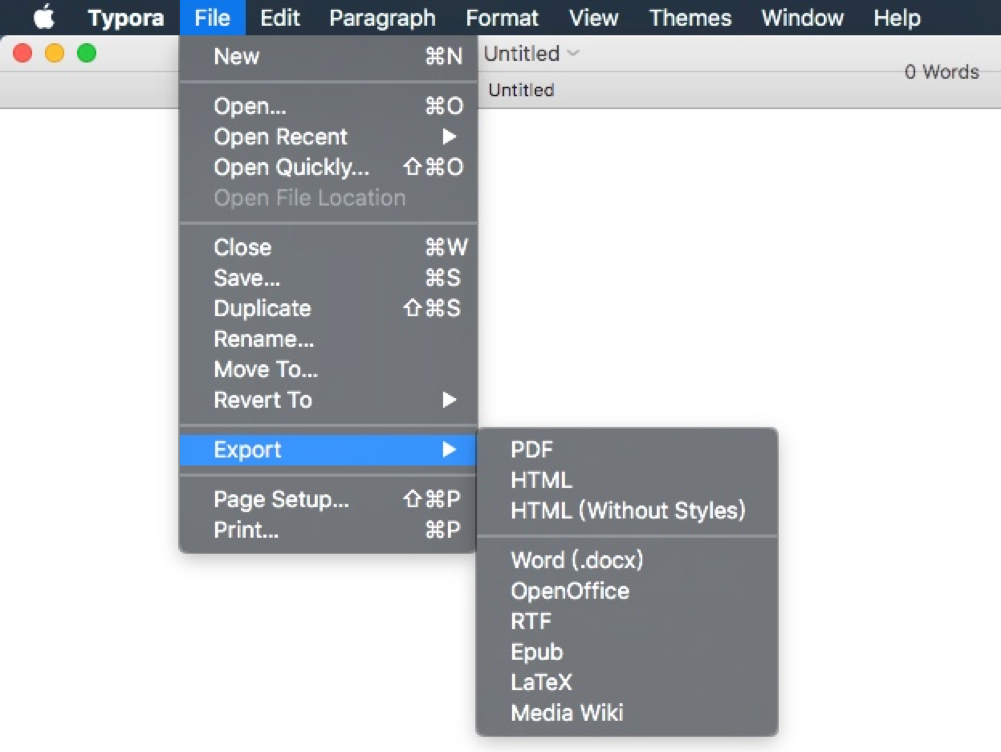 Typora File Edit Paragraph Format View Themes Window Help
Untitled
0 Words
Untitled
New ⌘N
Open... ⌘O
Open Recent ▶
Open Quickly... ⇧⌘O
Open File Location
Close ⌘W
Save... ⌘S
Duplicate ⇧⌘S
Rename...
Move To...
Revert To ▶
Export ▶
Page Setup... ⇧⌘P
Print... ⌘P
PDF
HTML
HTML (Without Styles)
Word (.docx)
OpenOffice
RTF
Epub
LaTeX
Media Wiki